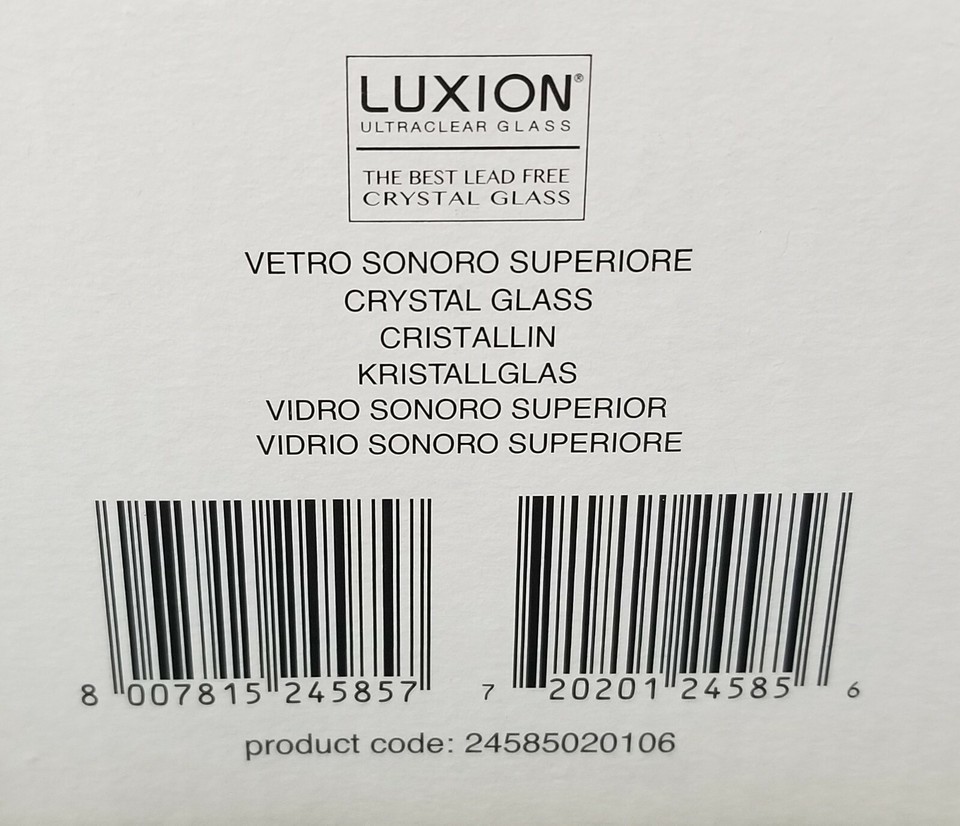 LUXION®
ULTRACLEAR GLASS
THE BEST LEAD FREE
CRYSTAL GLASS
VETRO SONORO SUPERIORE
CRYSTAL GLASS
CRISTALLIN
KRISTALLGLAS
VIDRO SONORO SUPERIOR
VIDRIO SONORO SUPERIORE
8 007815 245857
7 20201 24585 6
product code: 24585020106